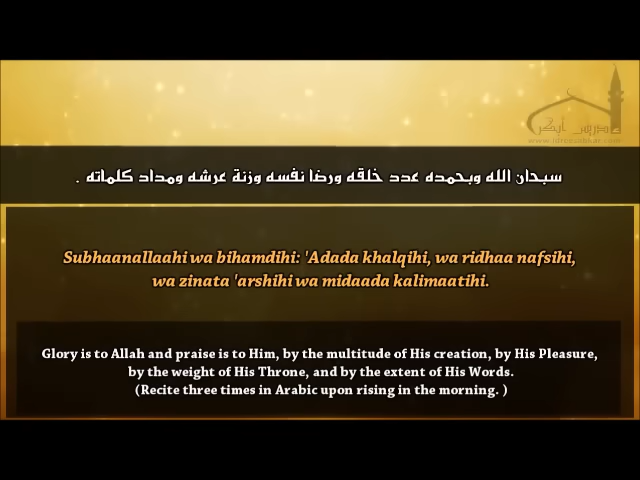 www.idreesakbar.com
سبحان الله وبحمده عدد خلقه ورضا نفسه وزنة عرشه ومداد كلماته .
Subhaanallaahi wa bihamdihi: 'Adada khalqihi, wa ridhaa nafsihi,
wa zinata 'arshihi wa midaada kalimaatihi.
Glory is to Allah and praise is to Him, by the multitude of His creation, by His Pleasure,
by the weight of His Throne, and by the extent of His Words.
(Recite three times in Arabic upon rising in the morning. )